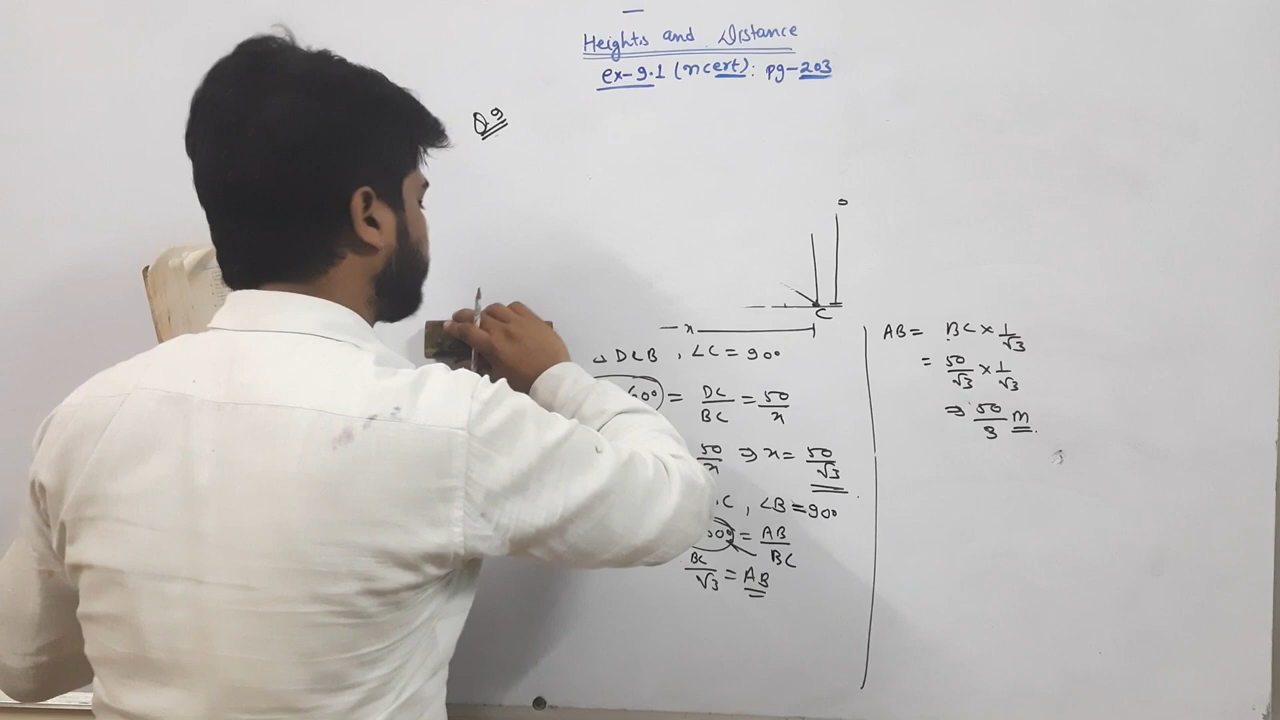 Heights and Distance
ex-9.1 (ncert): pg-203
Q9
D
C
x
△ DCB , ∠C = 90°
60° = DC/BC = 50/x
50/x ⇒ x = 50/√3
C , ∠B = 90°
30° = AB/BC
BC/√3 = AB
AB = BC × 1/√3
= 50/√3 × 1/√3
⇒ 50/3 m.